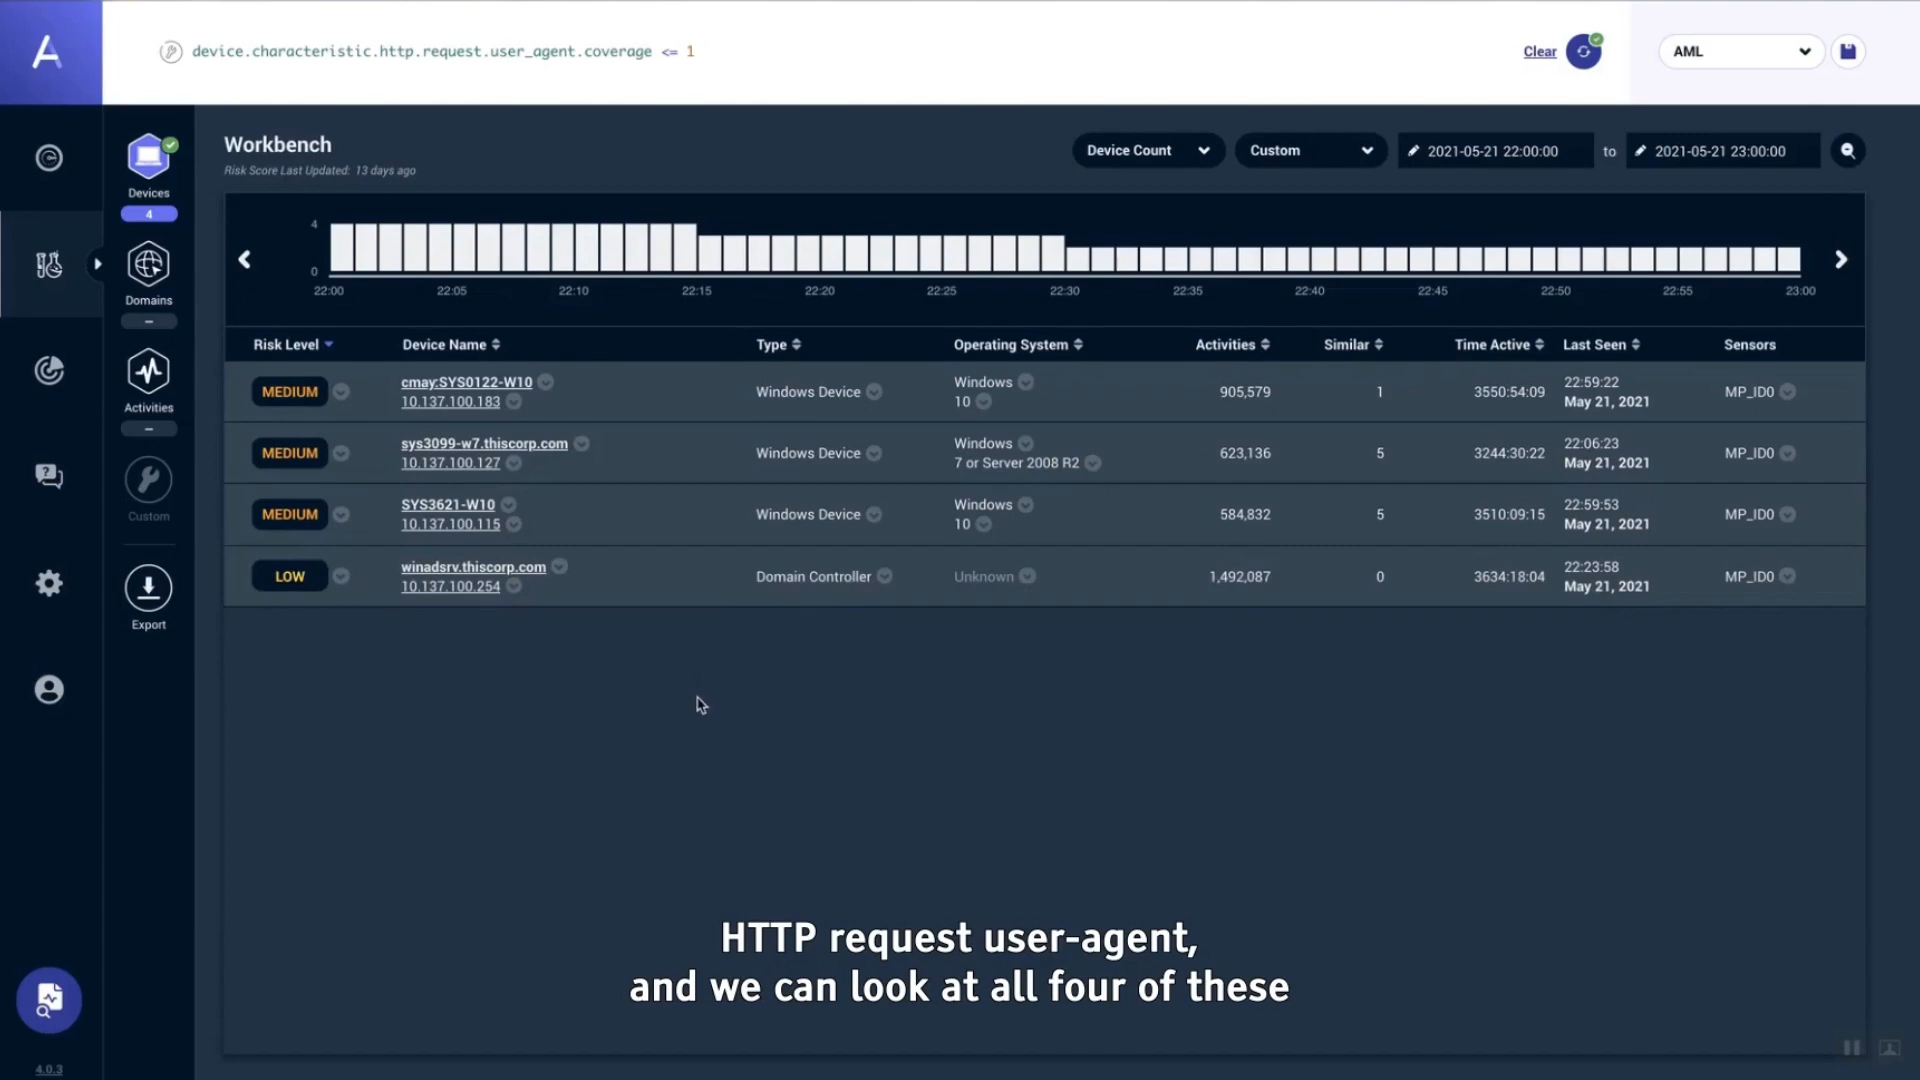 device.characteristic.http.request.user_agent.coverage <= 1
Clear
AML
Workbench
Risk Score Last Updated: 13 days ago
Device Count
Custom
2021-05-21 22:00:00
to
2021-05-21 23:00:00
Devices
4
Domains
–
Activities
–
Custom
Export
4
0
22:00 22:05 22:10 22:15 22:20 22:25 22:30 22:35 22:40 22:45 22:50 22:55 23:00
Risk Level Device Name Type Operating System Activities Similar Time Active Last Seen Sensors
MEDIUM
cmay:SYS0122-W10
10.137.100.183
Windows Device
Windows
10
905,579
1
3550:54:09
22:59:22
May 21, 2021
MP_ID0
MEDIUM
sys3099-w7.thiscorp.com
10.137.100.127
Windows Device
Windows
7 or Server 2008 R2
623,136
5
3244:30:22
22:06:23
May 21, 2021
MP_ID0
MEDIUM
SYS3621-W10
10.137.100.115
Windows Device
Windows
10
584,832
5
3510:09:15
22:59:53
May 21, 2021
MP_ID0
LOW
winadsrv.thiscorp.com
10.137.100.254
Domain Controller
Unknown
1,492,087
0
3634:18:04
22:23:58
May 21, 2021
MP_ID0
HTTP request user-agent,
and we can look at all four of these
4.0.3